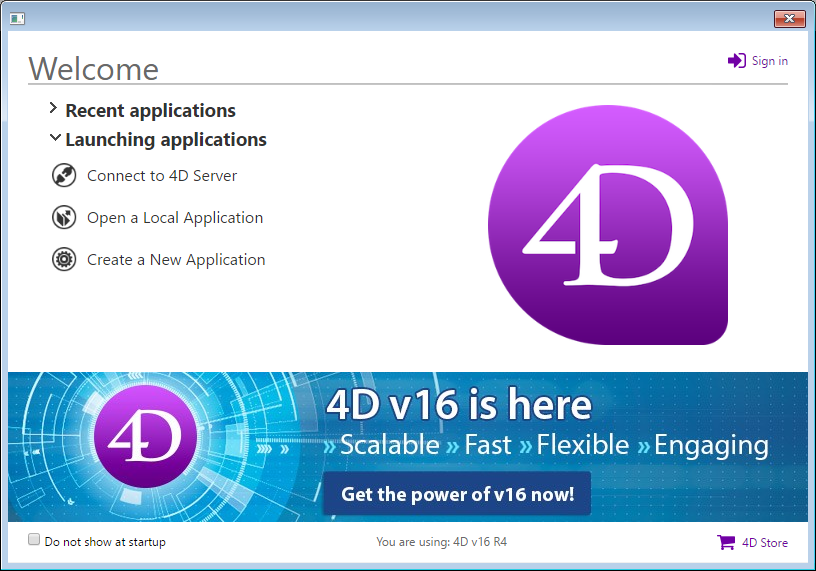 Welcome
Sign in
Recent applications
Launching applications
Connect to 4D Server
Open a Local Application
Create a New Application
4D
4D
4D v16 is here
» Scalable » Fast » Flexible » Engaging
Get the power of v16 now!
Do not show at startup
You are using: 4D v16 R4
4D Store